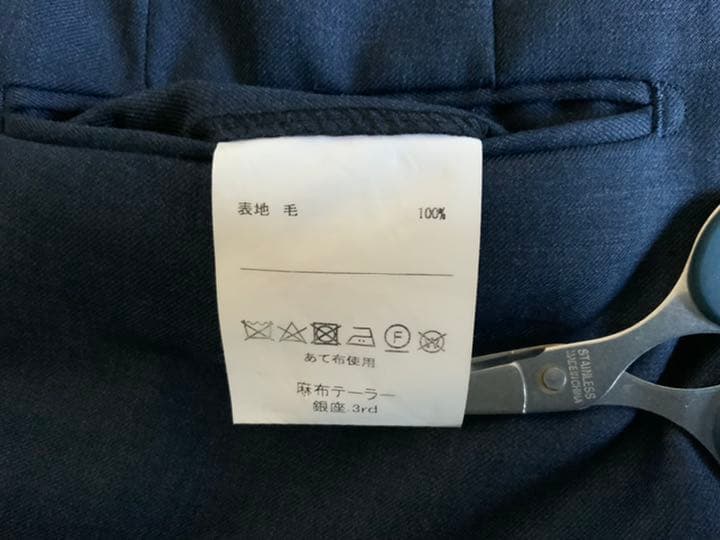 表地 毛 100%
F W
あて布使用
麻布テーラー
銀座.3rd
STAINLESS